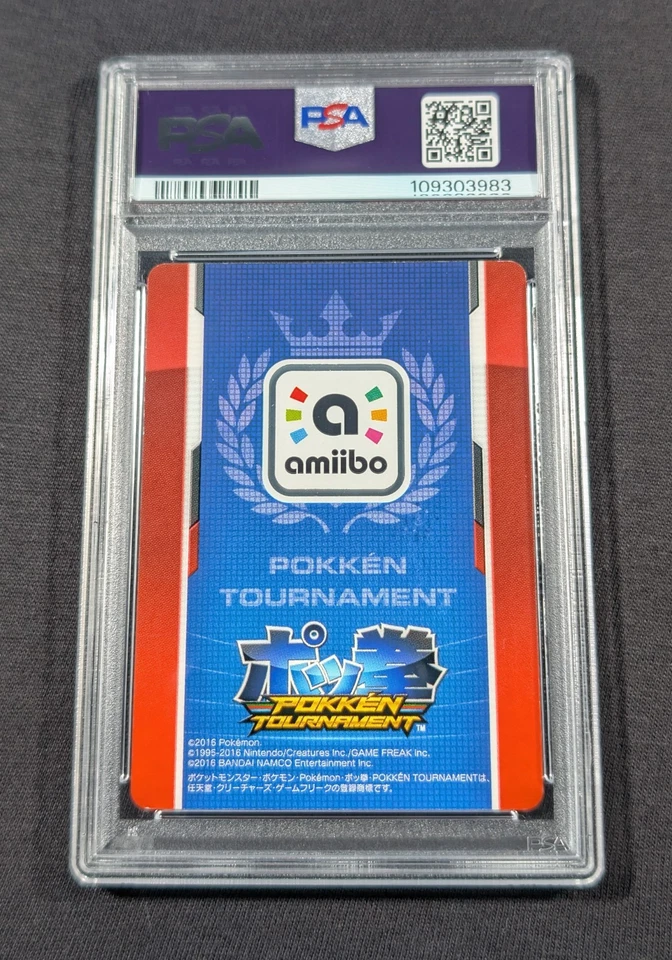 PSA
PSA
109303983
a
amiibo
POKKÉN
TOURNAMENT
ポッ拳
POKKÉN
TOURNAMENT™
©2016 Pokémon.
©1995-2016 Nintendo/Creatures Inc./GAME FREAK inc.
©2016 BANDAI NAMCO Entertainment Inc.
ポケットモンスター・ポケモン・Pokémon・ポッ拳・POKKÉN TOURNAMENTは、
任天堂・クリーチャーズ・ゲームフリークの登録商標です。
PSA